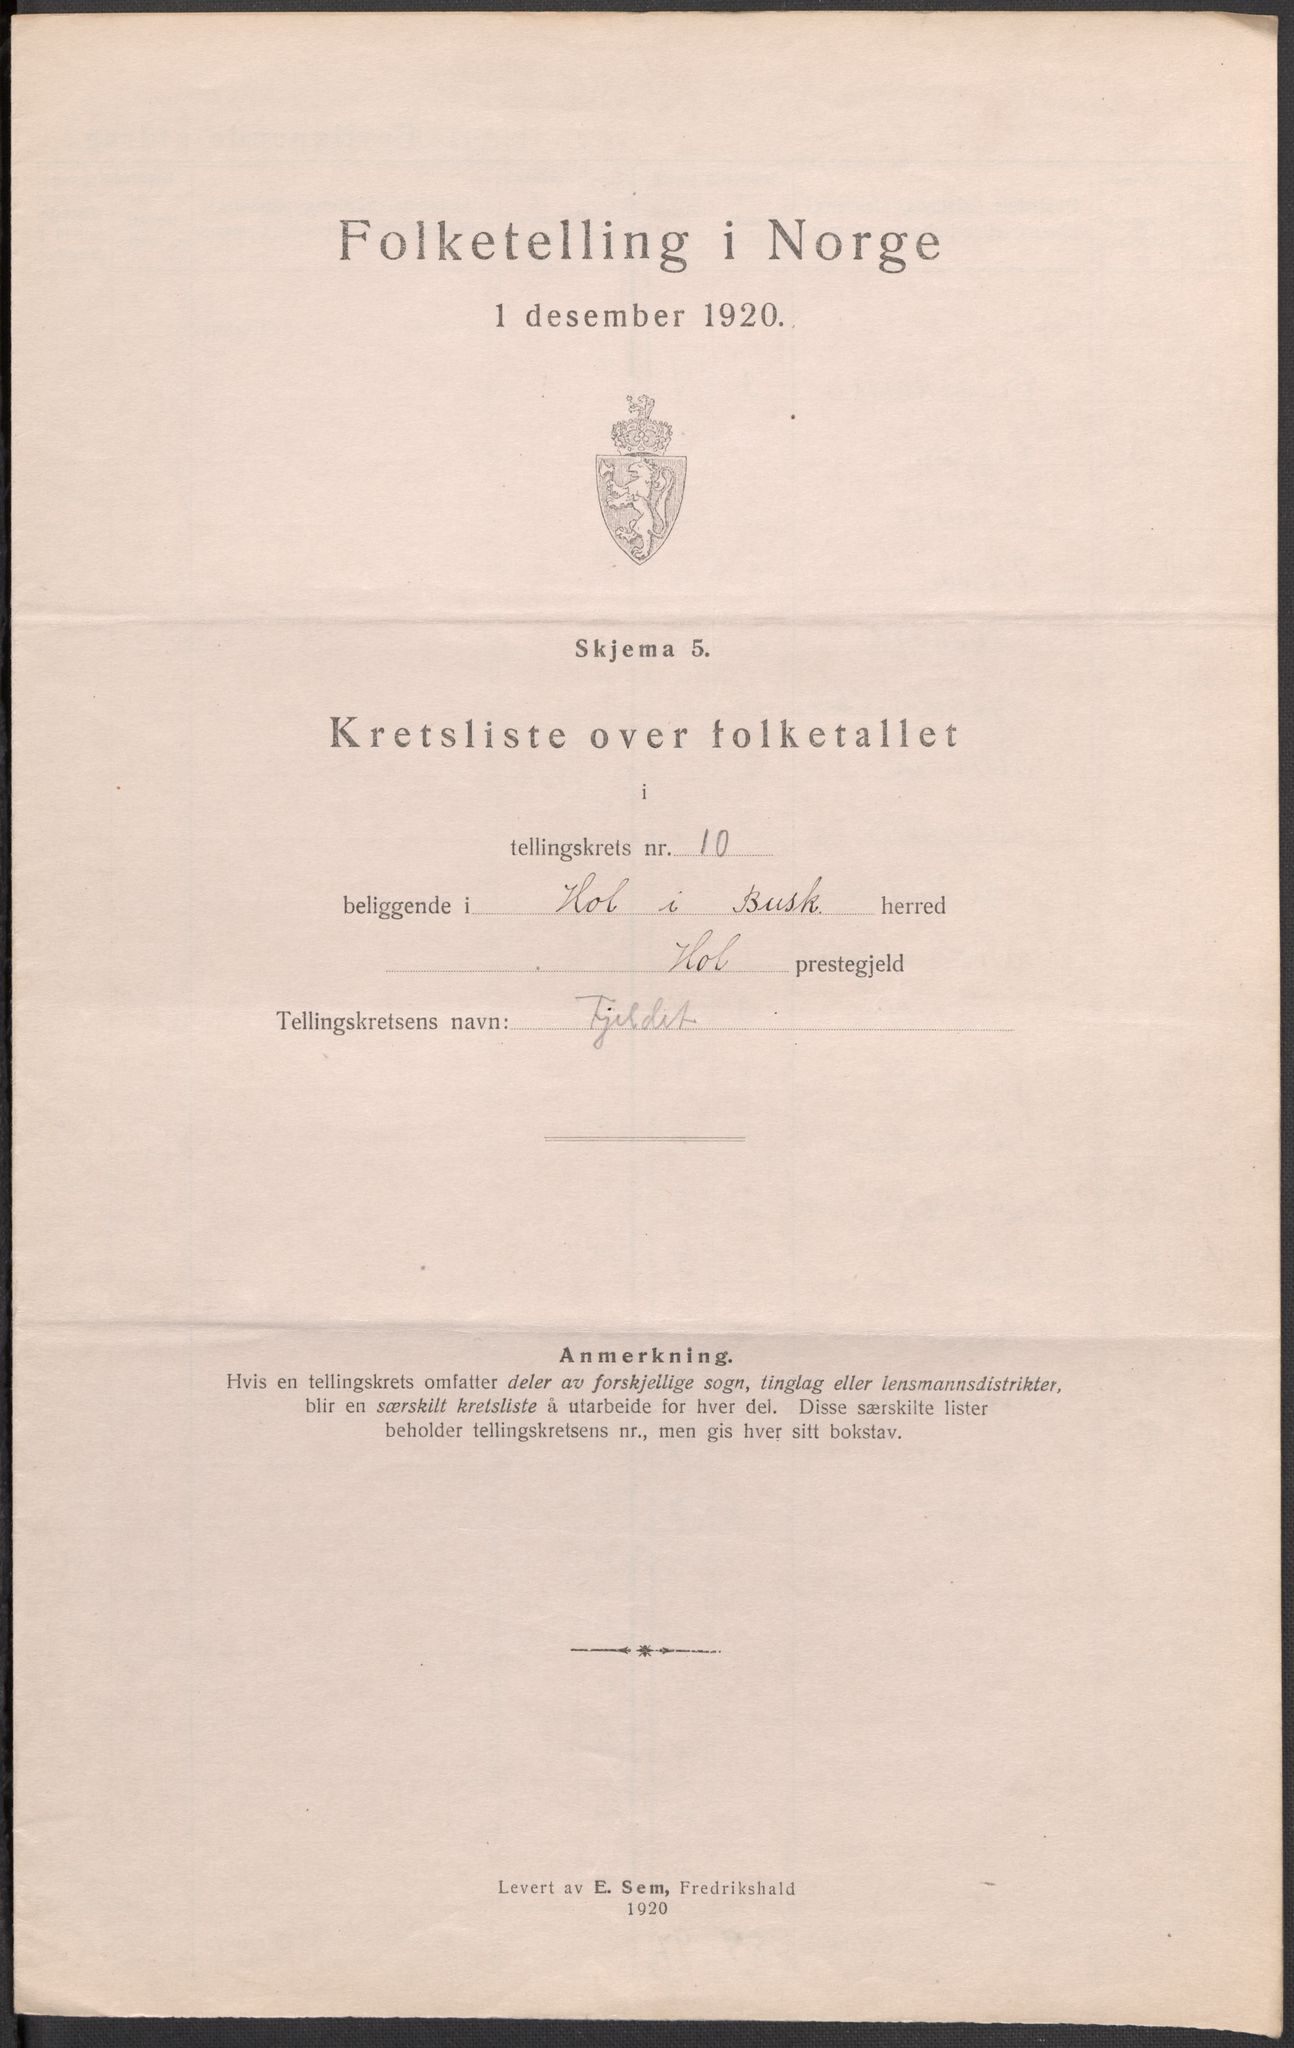 Folketelling i Norge
1 desember 1920.
Skjema 5.
Kretsliste over folketallet
i
tellingskrets nr. 10
beliggende i Hol i Busk. herred
Hol prestegjeld
Tellingskretsens navn: Fjeldet
Anmerkning.
Hvis en tellingskrets omfatter deler av forskjellige sogn, tinglag eller lensmannsdistrikter,
blir en særskilt kretsliste å utarbeide for hver del. Disse særskilte lister
beholder tellingskretsens nr., men gis hver sitt bokstav.
Levert av E. Sem, Fredrikshald
1920